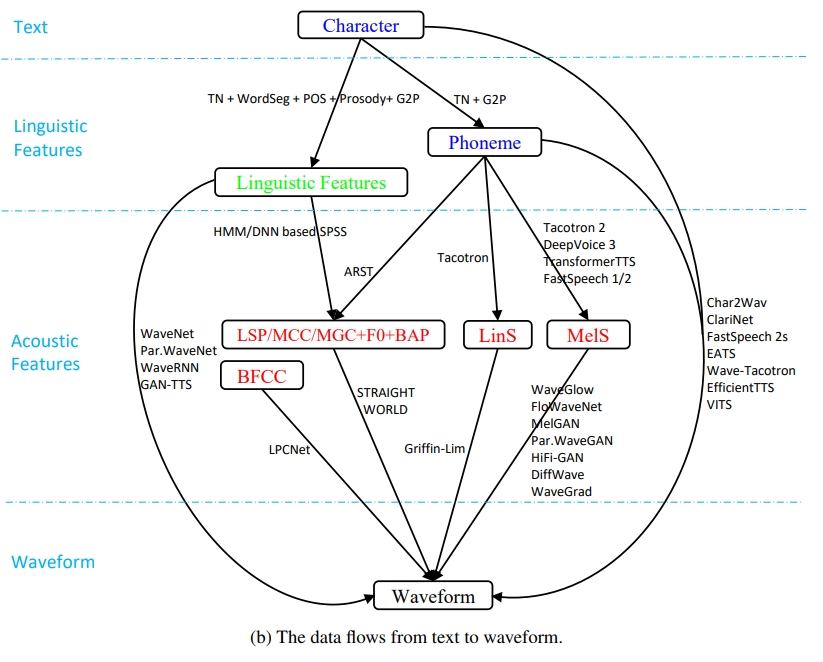 Text
Character
TN + WordSeg + POS + Prosody+ G2P
TN + G2P
Linguistic
Features
Phoneme
Linguistic Features
HMM/DNN based SPSS
ARST
Tacotron
Tacotron 2
DeepVoice 3
TransformerTTS
FastSpeech 1/2
Acoustic
Features
WaveNet
Par.WaveNet
WaveRNN
GAN-TTS
LSP/MCC/MGC+F0+BAP
LinS
MelS
BFCC
Char2Wav
ClariNet
FastSpeech 2s
EATS
Wave-Tacotron
EfficientTTS
VITS
STRAIGHT
WORLD
LPCNet
Griffin-Lim
WaveGlow
FloWaveNet
MelGAN
Par.WaveGAN
HiFi-GAN
DiffWave
WaveGrad
Waveform
Waveform
(b) The data flows from text to waveform.